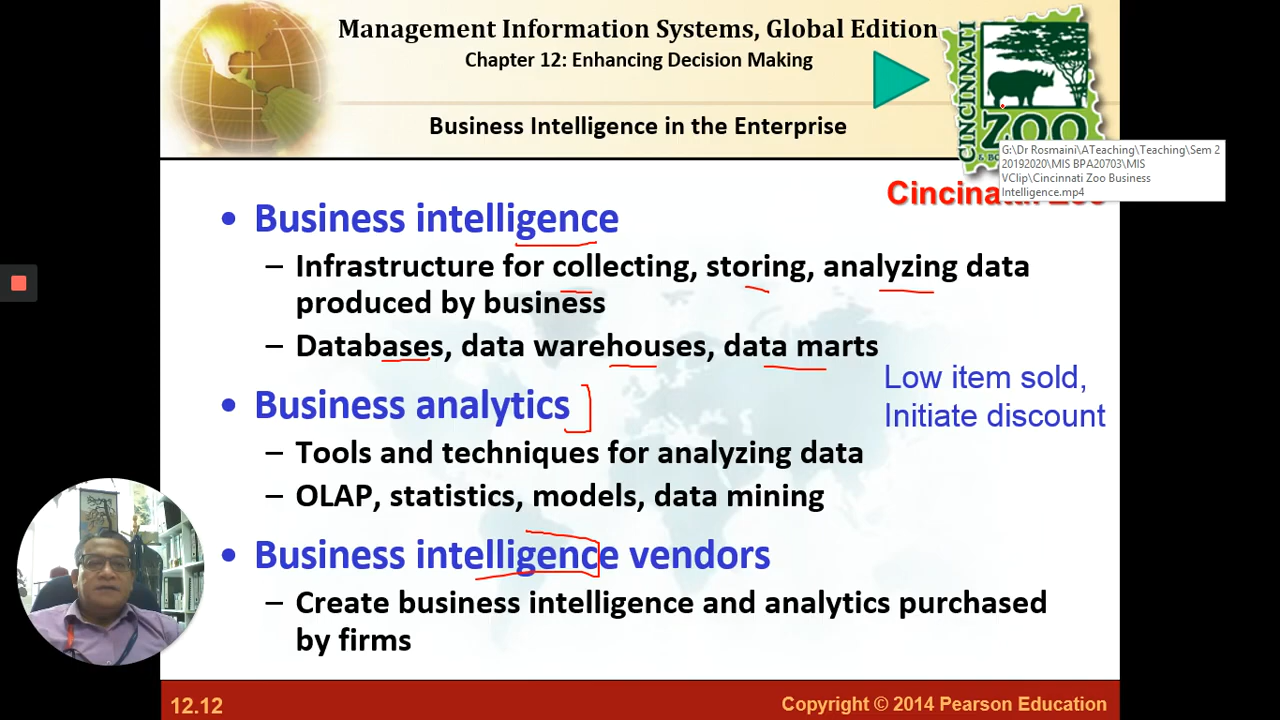 Management Information Systems, Global Edition
Chapter 12: Enhancing Decision Making
Business Intelligence in the Enterprise
CINCINNATI
ZOO
G:\Dr Rosmaini\ATeaching\Teaching\Sem 2
20192020\MIS BPA20703\MIS
VClip\Cincinnati Zoo Business
Intelligence.mp4
• Business intelligence
– Infrastructure for collecting, storing, analyzing data
produced by business
– Databases, data warehouses, data marts
Low item sold,
Initiate discount
• Business analytics
– Tools and techniques for analyzing data
– OLAP, statistics, models, data mining
• Business intelligence vendors
– Create business intelligence and analytics purchased
by firms
12.12
Copyright © 2014 Pearson Education